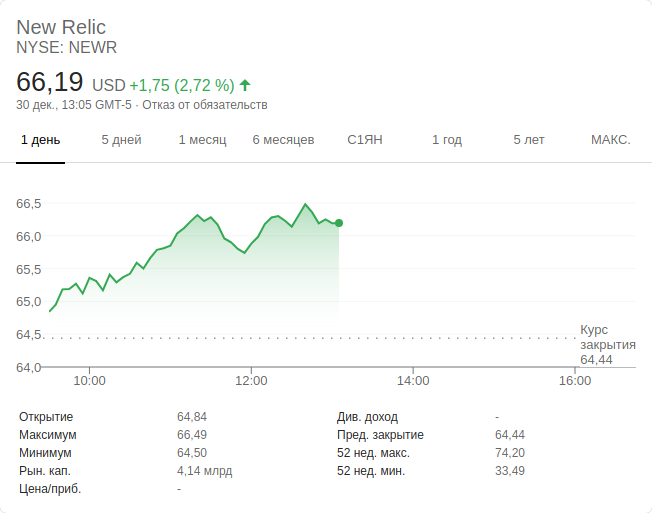 New Relic
NYSE: NEWR
66,19 USD +1,75 (2,72 %)
30 дек., 13:05 GMT-5 · Отказ от обязательств
1 день 5 дней 1 месяц 6 месяцев С1ЯН 1 год 5 лет МАКС.
66,5
66,0
65,5
65,0
64,5
64,0
Курс
закрытия
64,44
10:00 12:00 14:00 16:00
Открытие 64,84 Див. доход -
Максимум 66,49 Пред. закрытие 64,44
Минимум 64,50 52 нед. макс. 74,20
Рын. кап. 4,14 млрд 52 нед. мин. 33,49
Цена/приб. -